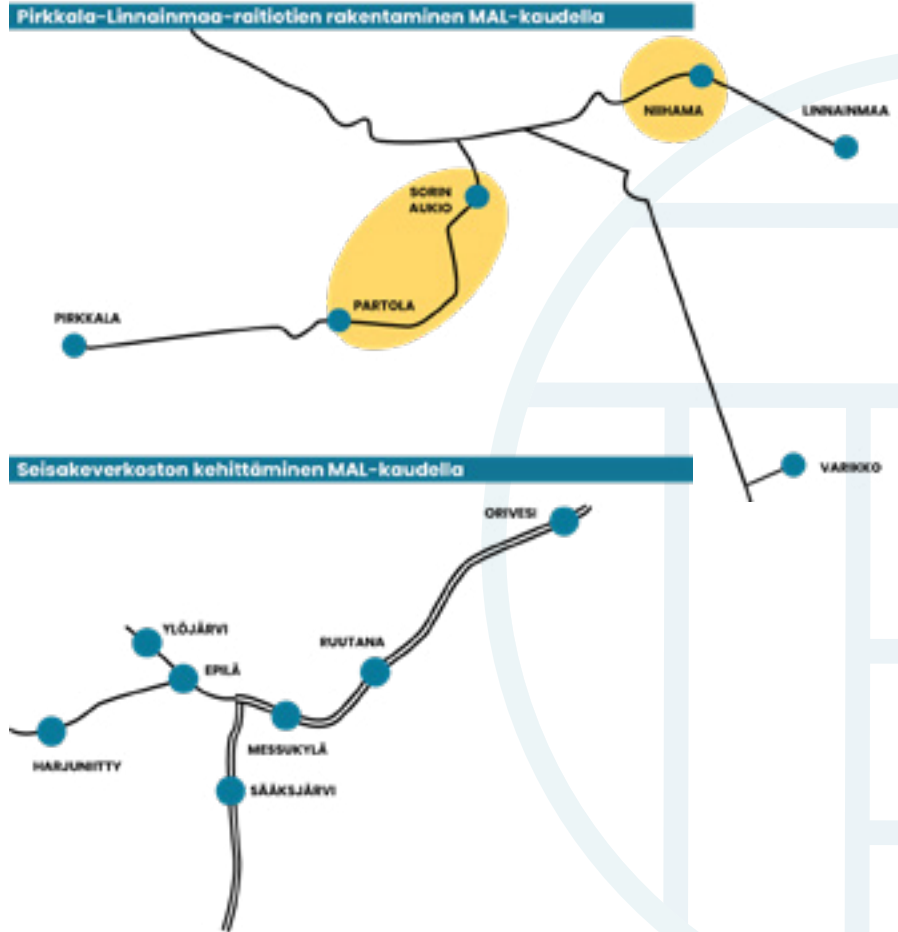 Pirkkala-Linnainmaa-raitiotien rakentaminen MAL-kaudella
NIIHAMA
LINNAINMAA
SORIN
AUKIO
PARTOLA
PIRKKALA
VARIKKO
Seisakeverkoston kehittäminen MAL-kaudella
ORIVESI
YLÖJÄRVI
RUUTANA
EPILÄ
MESSUKYLÄ
HARJUNIITTY
SÄÄKSJÄRVI